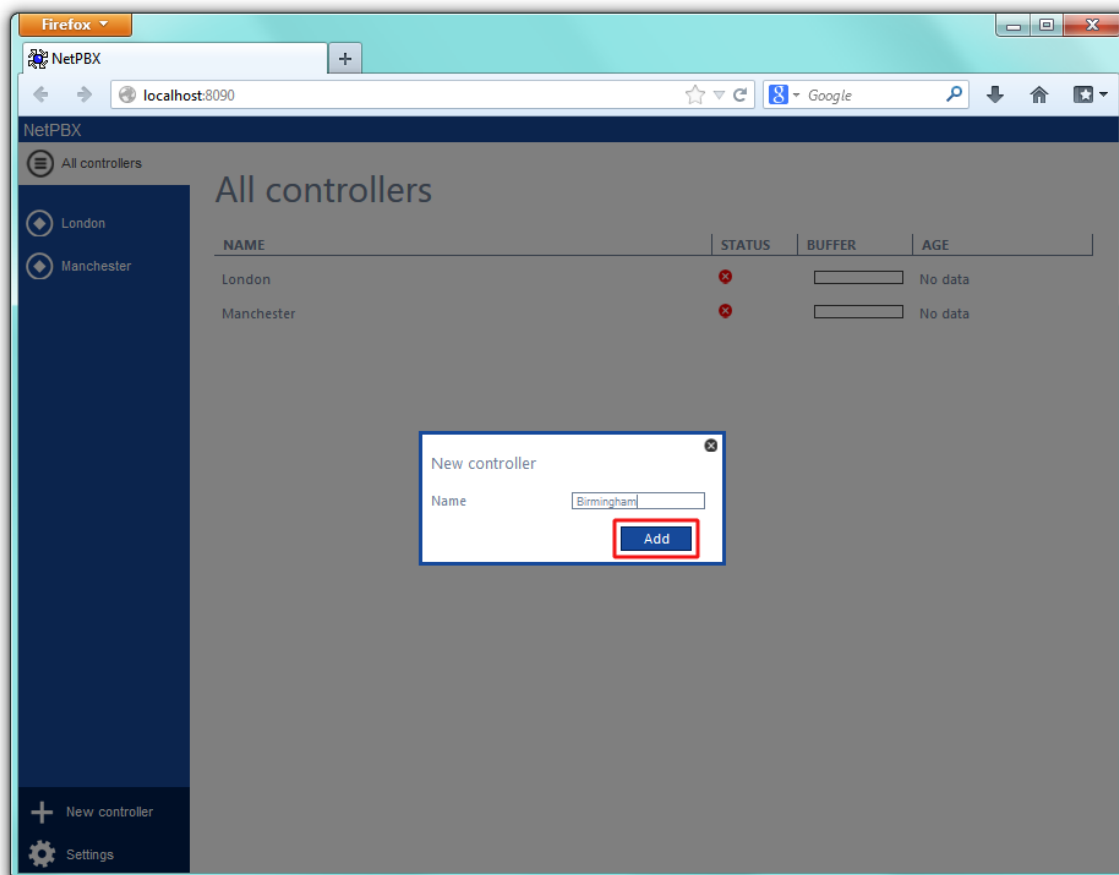 Firefox
NetPBX
localhost:8090
Google
NetPBX
All controllers
London
Manchester
All controllers
NAME STATUS BUFFER AGE
London No data
Manchester No data
New controller
Name Birmingham
Add
New controller
Settings